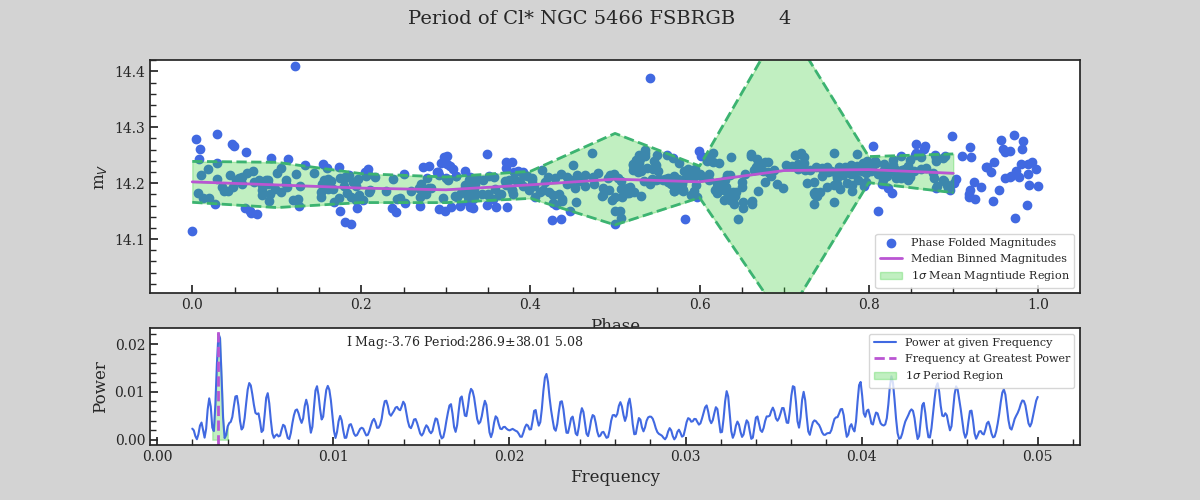 Period of Cl* NGC 5466 FSBRGB 4
14.4
14.3
14.2
14.1
m_V
0.0 0.2 0.4 0.6 0.8 1.0
Phase
Phase Folded Magnitudes
Median Binned Magnitudes
1σ Mean Magntiude Region
I Mag:-3.76 Period:286.9±38.01 5.08
0.02
0.01
0.00
Power
Power at given Frequency
Frequency at Greatest Power
1σ Period Region
0.00 0.01 0.02 0.03 0.04 0.05
Frequency